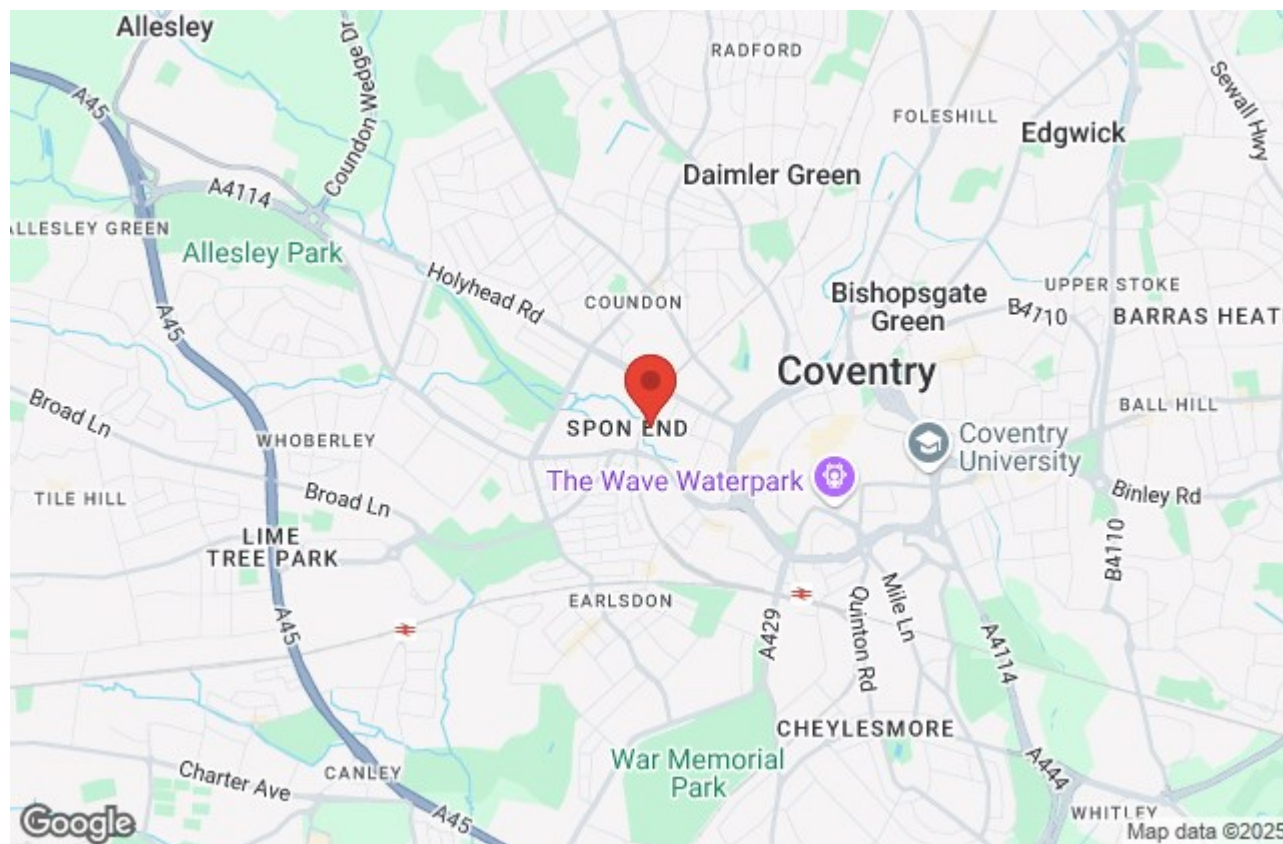 Allesley
Coundon Wedge Dr
RADFORD
A45
Sewall Hwy
FOLESHILL
Edgwick
Daimler Green
A4114
ALLESLEY GREEN
Allesley Park
Holyhead Rd
COUNDON
Bishopsgate
Green
UPPER STOKE
B4110
BARRAS HEAT
A45
Coventry
Broad Ln
SPON END
BALL HILL
WHOBERLEY
Coventry
University
The Wave Waterpark
TILE HILL
Broad Ln
Binley Rd
LIME
TREE PARK
B4110
EARLSDON
Mile Ln
Quinton Rd
A429
A45
A4114
CHEYLESMORE
War Memorial
Park
CANLEY
Charter Ave
A444
A45
WHITLEY
Google
Map data ©2025